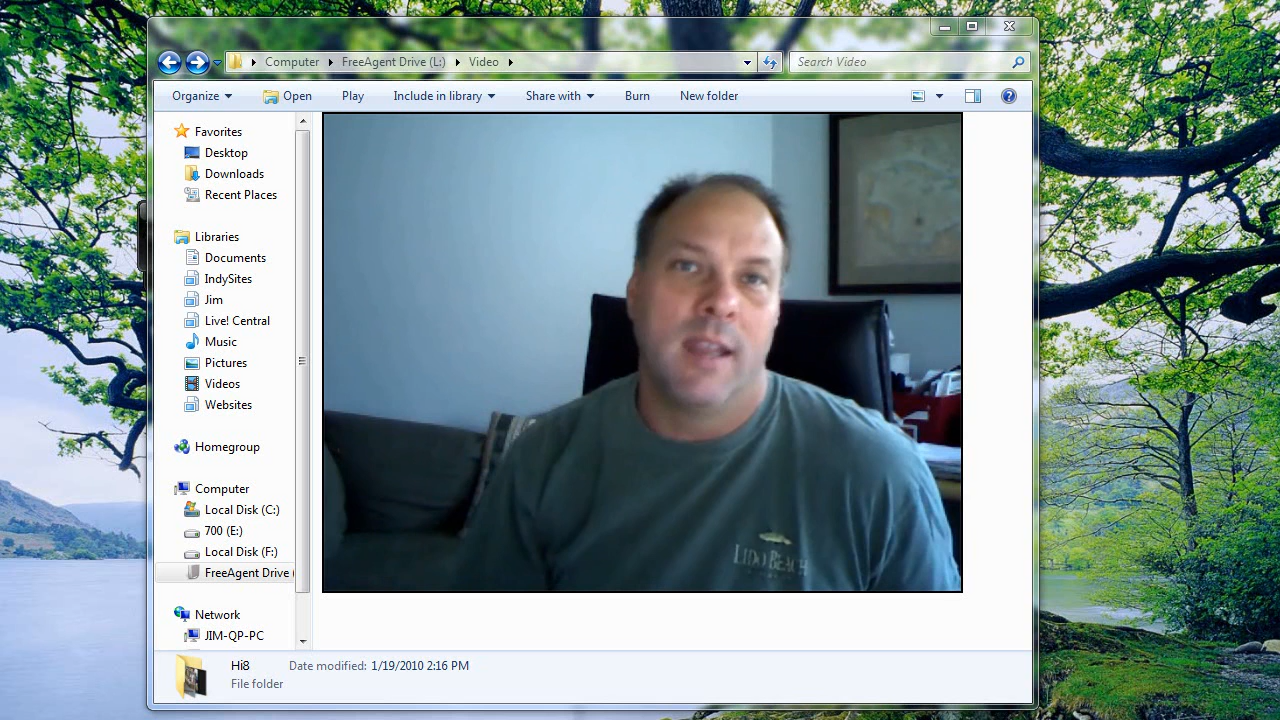 Computer FreeAgent Drive (L:) Video
Search Video
Organize Open Play Include in library Share with Burn New folder
Favorites
Desktop
Downloads
Recent Places
Libraries
Documents
IndySites
Jim
Live! Central
Music
Pictures
Videos
Websites
Homegroup
Computer
Local Disk (C:)
700 (E:)
Local Disk (F:)
FreeAgent Drive (
Network
JIM-QP-PC
LIDO BEACH
Hi8 Date modified: 1/19/2010 2:16 PM
File folder